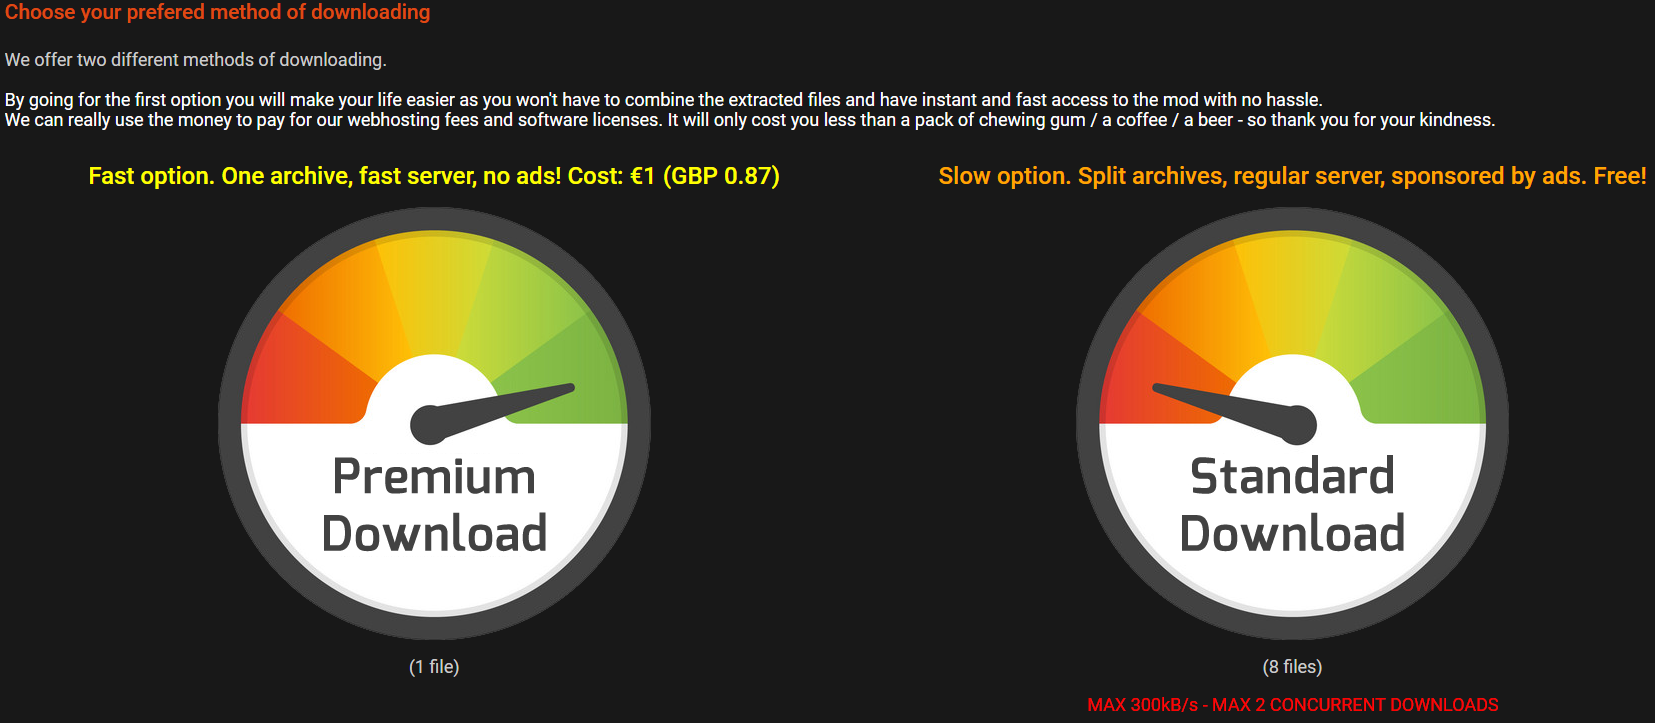 Choose your prefered method of downloading
We offer two different methods of downloading.
By going for the first option you will make your life easier as you won't have to combine the extracted files and have instant and fast access to the mod with no hassle.
We can really use the money to pay for our webhosting fees and software licenses. It will only cost you less than a pack of chewing gum / a coffee / a beer - so thank you for your kindness.
Fast option. One archive, fast server, no ads! Cost: €1 (GBP 0.87)
Premium
Download
(1 file)
Slow option. Split archives, regular server, sponsored by ads. Free!
Standard
Download
(8 files)
MAX 300kB/s - MAX 2 CONCURRENT DOWNLOADS